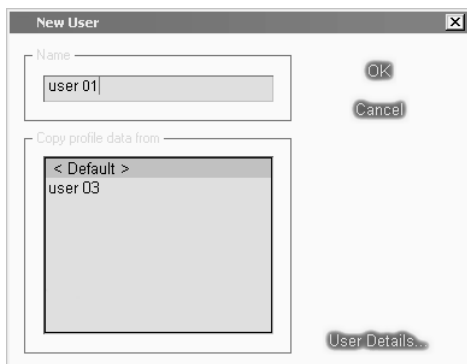 New User
Name
user 01
OK
Cancel
Copy profile data from
< Default >
user 03
User Details...